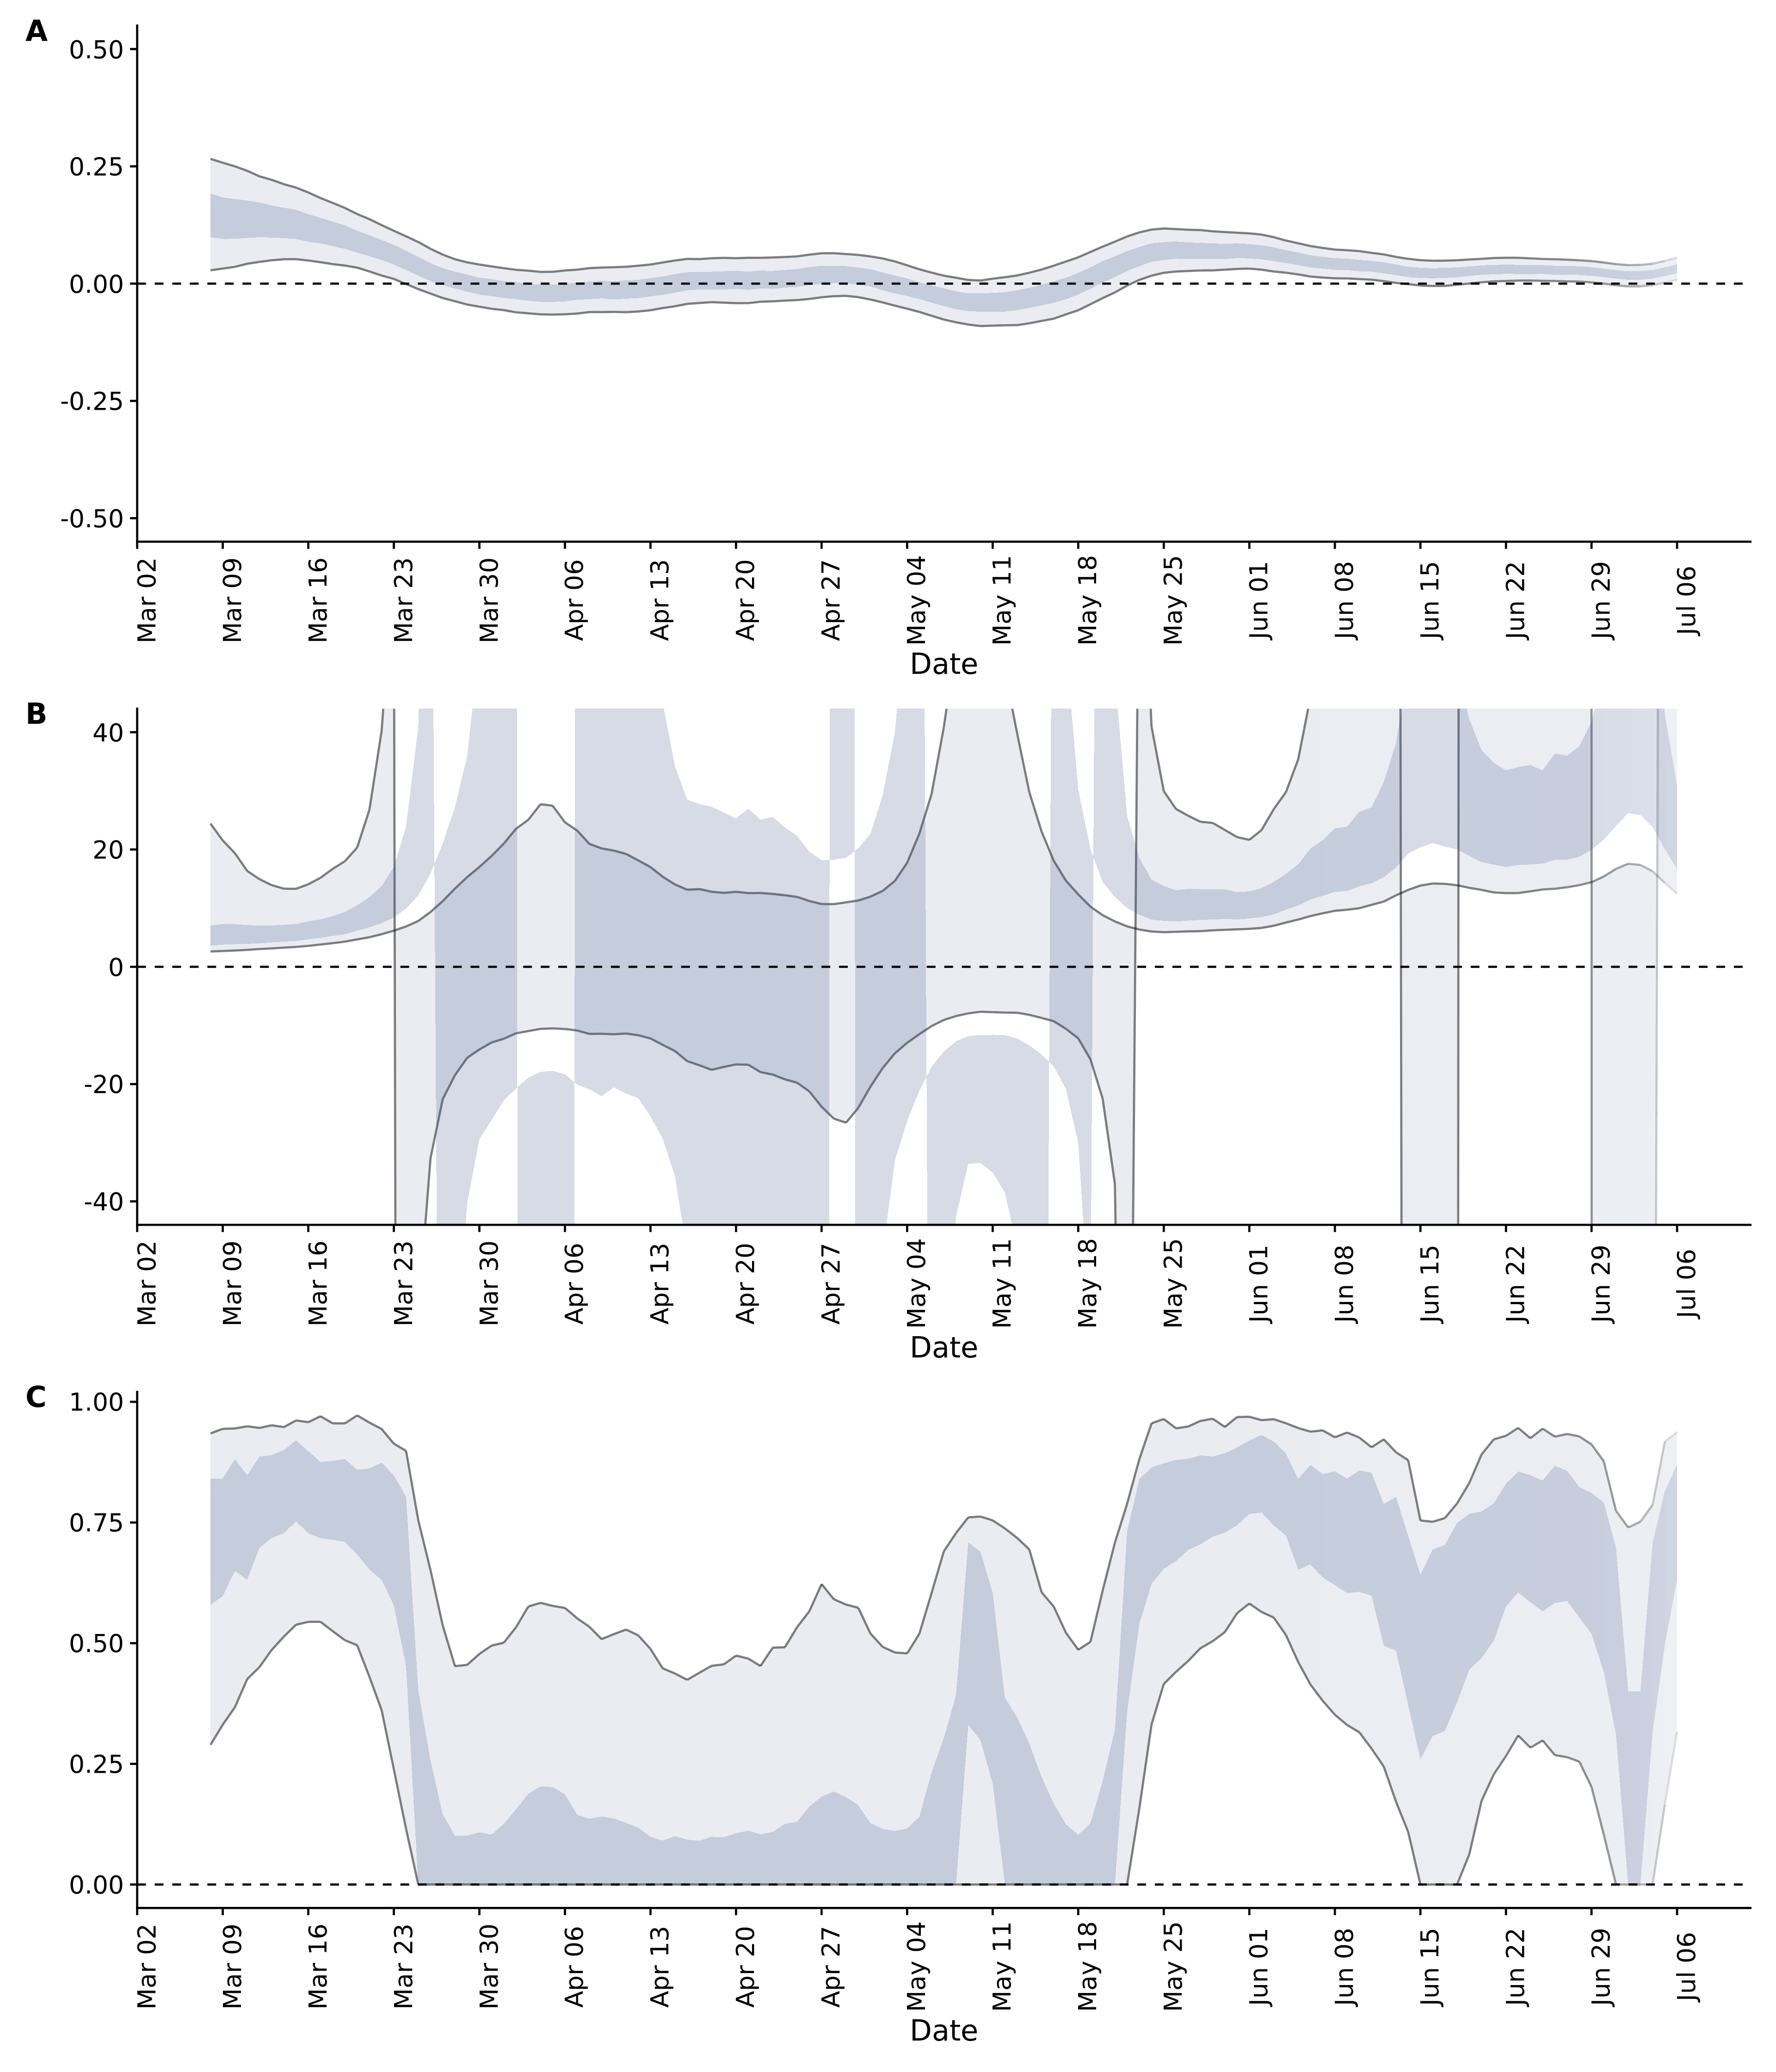 A
0.50
0.25
0.00
-0.25
-0.50
Mar 02
Mar 09
Mar 16
Mar 23
Mar 30
Apr 06
Apr 13
Apr 20
Apr 27
May 04
May 11
May 18
May 25
Jun 01
Jun 08
Jun 15
Jun 22
Jun 29
Jul 06
Date
B
40
20
0
-20
-40
Mar 02
Mar 09
Mar 16
Mar 23
Mar 30
Apr 06
Apr 13
Apr 20
Apr 27
May 04
May 11
May 18
May 25
Jun 01
Jun 08
Jun 15
Jun 22
Jun 29
Jul 06
Date
C
1.00
0.75
0.50
0.25
0.00
Mar 02
Mar 09
Mar 16
Mar 23
Mar 30
Apr 06
Apr 13
Apr 20
Apr 27
May 04
May 11
May 18
May 25
Jun 01
Jun 08
Jun 15
Jun 22
Jun 29
Jul 06
Date